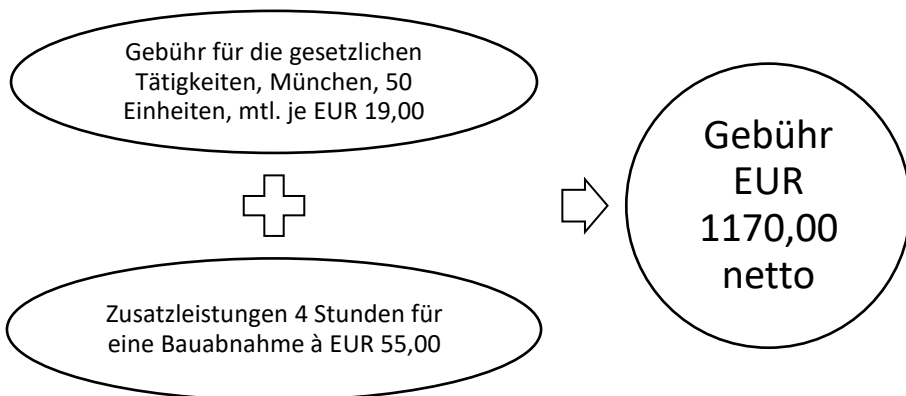 Gebühr für die gesetzlichen
Tätigkeiten, München, 50
Einheiten, mtl. je EUR 19,00
Zusatzleistungen 4 Stunden für
eine Bauabnahme à EUR 55,00
Gebühr
EUR
1170,00
netto